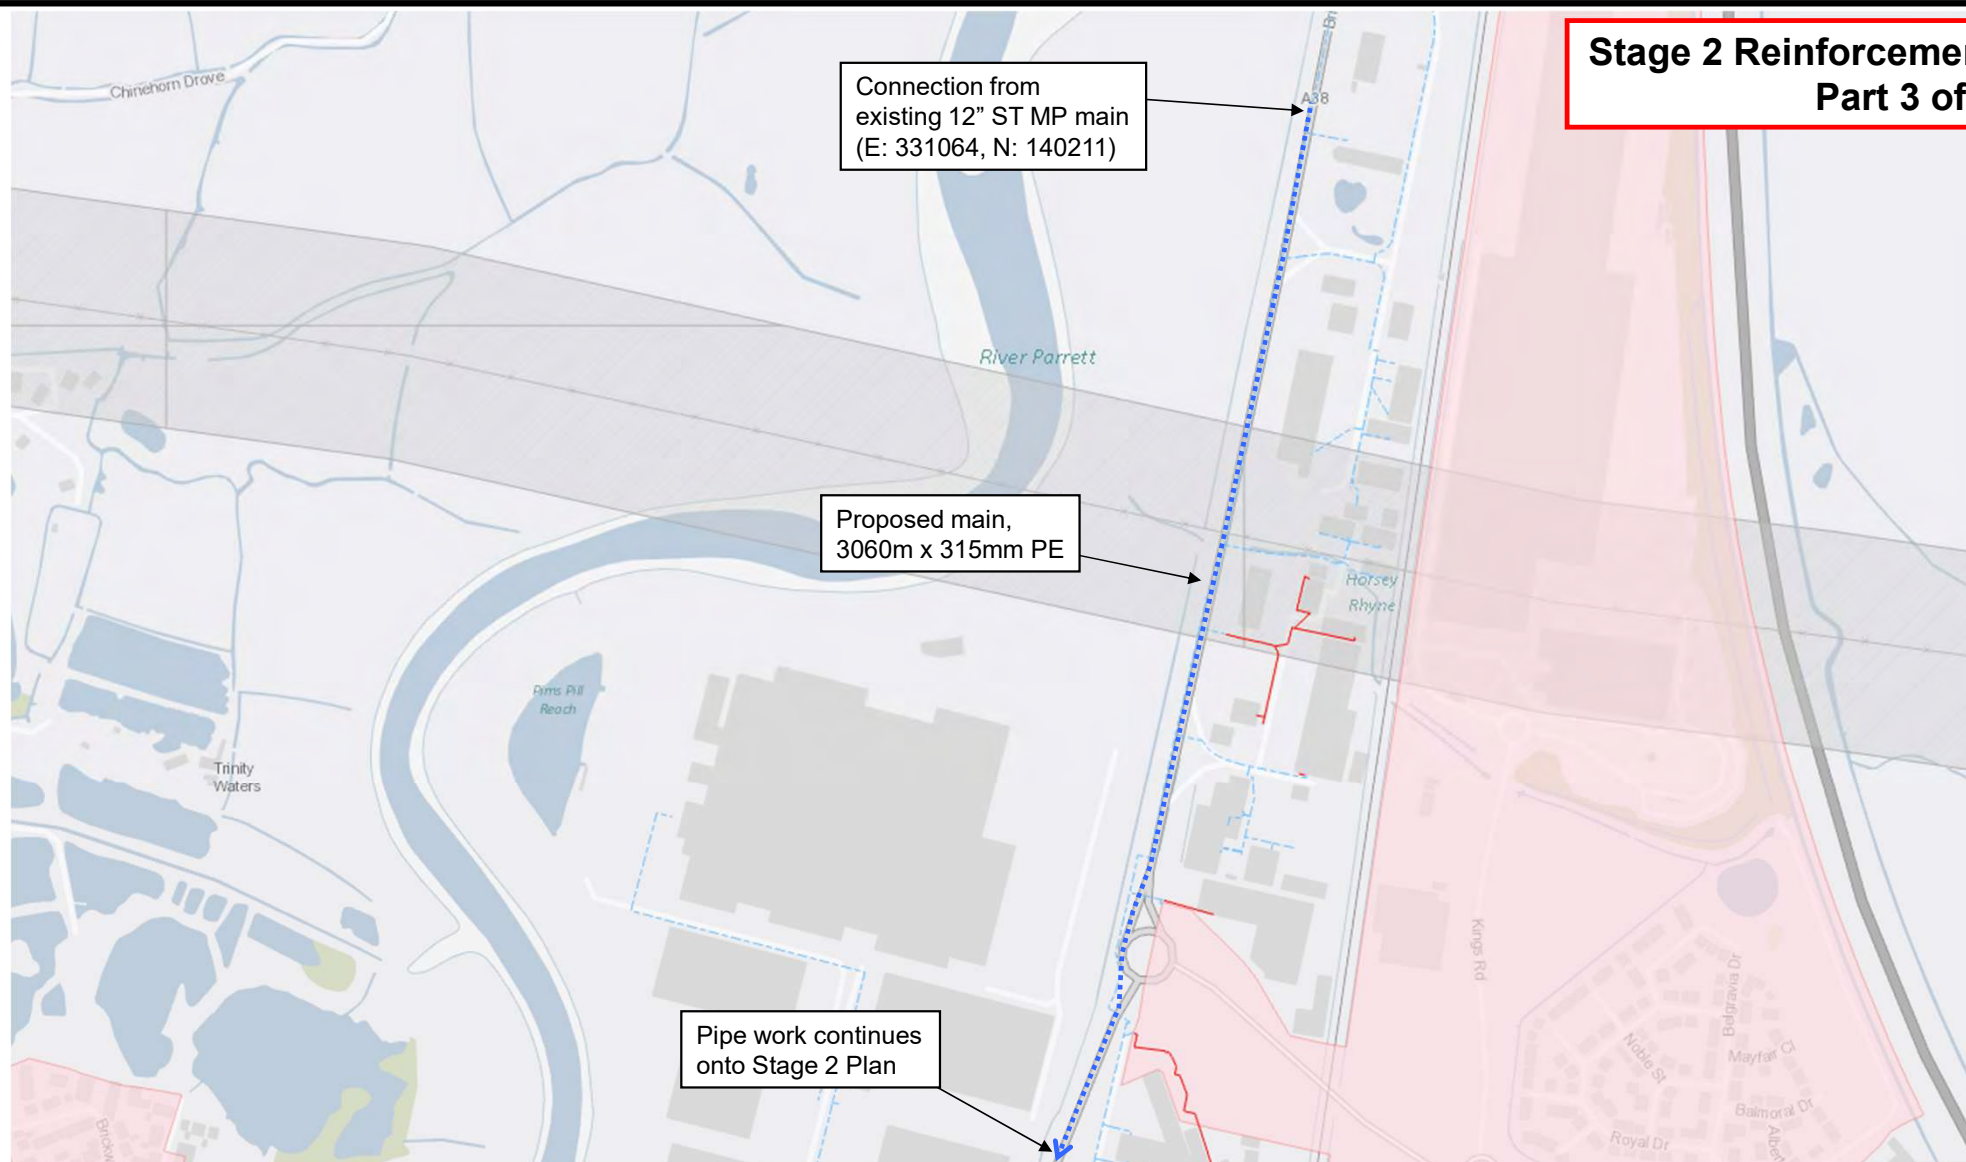 Stage 2 Reinforcemen
Part 3 of
Chinehorn Drove
Connection from
existing 12” ST MP main
(E: 331064, N: 140211)
A38
River Parrett
Proposed main,
3060m x 315mm PE
Horsey
Rhyne
Pims Pill
Reach
Trinity
Waters
Kings Rd
Belgravia Dr
Noble St
Mayfair Cl
Balmoral Dr
Royal Dr
Pipe work continues
onto Stage 2 Plan